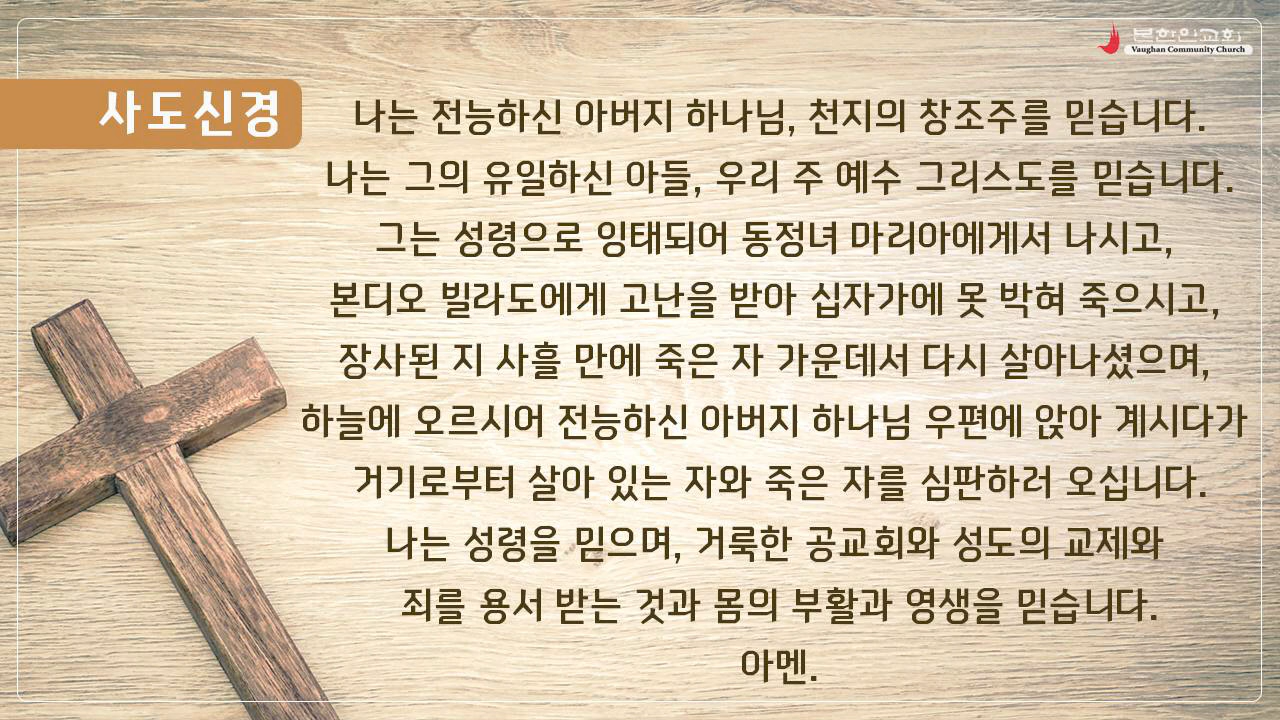 본한인교회
Vaughan Community Church
사도신경
나는 전능하신 아버지 하나님, 천지의 창조주를 믿습니다.
나는 그의 유일하신 아들, 우리 주 예수 그리스도를 믿습니다.
그는 성령으로 잉태되어 동정녀 마리아에게서 나시고,
본디오 빌라도에게 고난을 받아 십자가에 못 박혀 죽으시고,
장사된 지 사흘 만에 죽은 자 가운데서 다시 살아나셨으며,
하늘에 오르시어 전능하신 아버지 하나님 우편에 앉아 계시다가
거기로부터 살아 있는 자와 죽은 자를 심판하러 오십니다.
나는 성령을 믿으며, 거룩한 공교회와 성도의 교제와
죄를 용서 받는 것과 몸의 부활과 영생을 믿습니다.
아멘.